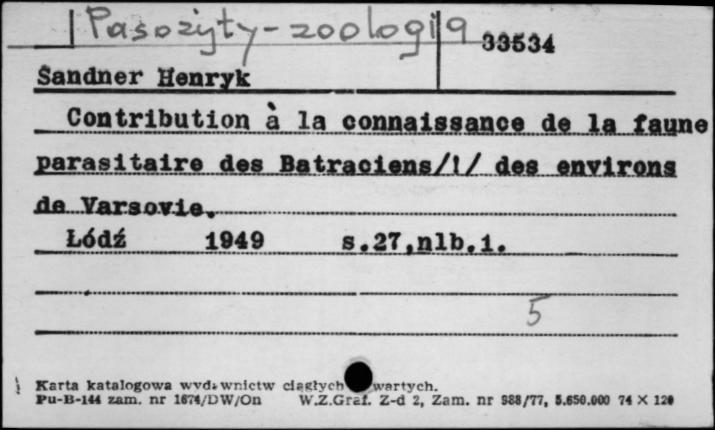 Pasożyty-zoologia
33534
Sandner Henryk
Contribution à la connaissance de la faune
parasitaire des Batraciens/!/ des environs
de Varsovie.
Łódź 1949 s.27,nlb.1.
5
Karta katalogowa wydawnictw ciągłych wartych.
Pu-B-144 zam. nr 1674/DW/On W.Z.Graf. Z-d 2, Zam. nr 988/77, 5.650.000 74 X 120